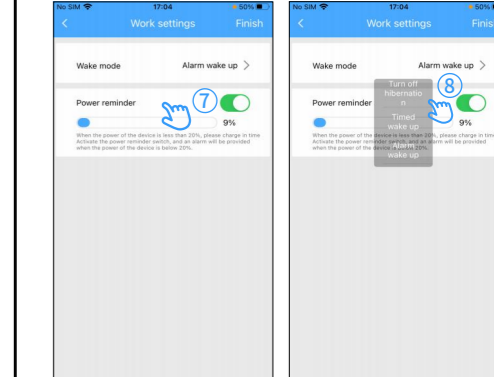 No SIM 17:04 50%
Work settings Finish
Wake mode Alarm wake up
Power reminder 7
9%
When the power of the device is less than 20%, please charge in time
Activate the power reminder switch, and an alarm will be provided
when the power of the device is below 20%.
No SIM 17:04 50%
Work settings Finis
Wake mode Alarm wake up
Turn off
hibernatio
n
Timed
wake up
Alarm
wake up
Power reminder 8
9%
When the power of the device is less than 20%, please charge in time
Activate the power reminder switch, and an alarm will be provided
when the power of the device is below 20%.